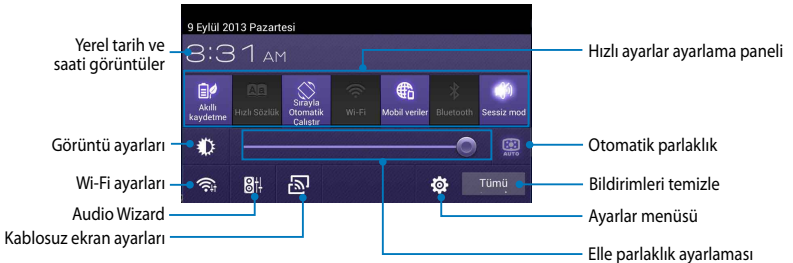 9 Eylül 2013 Pazartesi
8:31 AM
Yerel tarih ve
saati görüntüler
Hızlı ayarlar ayarlama paneli
Akıllı
kaydetme
Hızlı Sözlük
Sırayla
Otomatik
Çalıştır
Wi-Fi
Mobil veriler
Bluetooth
Sessiz mod
Görüntü ayarları
AUTO
Otomatik parlaklık
Wi-Fi ayarları
Tümü
Bildirimleri temizle
Audio Wizard
Ayarlar menüsü
Kablosuz ekran ayarları
Elle parlaklık ayarlaması